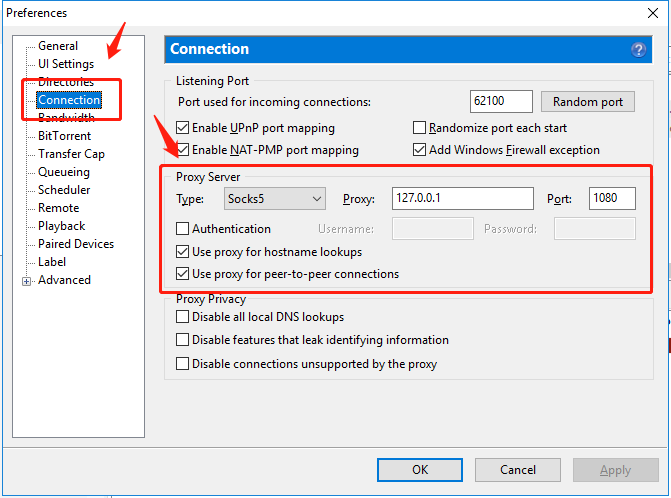 Preferences
General
UI Settings
Directories
Connection
Bandwidth
BitTorrent
Transfer Cap
Queueing
Scheduler
Remote
Playback
Paired Devices
Label
Advanced
Connection
Listening Port
Port used for incoming connections: 62100 Random port
Enable UPnP port mapping Randomize port each start
Enable NAT-PMP port mapping Add Windows Firewall exception
Proxy Server
Type: Socks5 Proxy: 127.0.0.1 Port: 1080
Authentication Username: Password:
Use proxy for hostname lookups
Use proxy for peer-to-peer connections
Proxy Privacy
Disable all local DNS lookups
Disable features that leak identifying information
Disable connections unsupported by the proxy
OK Cancel Apply